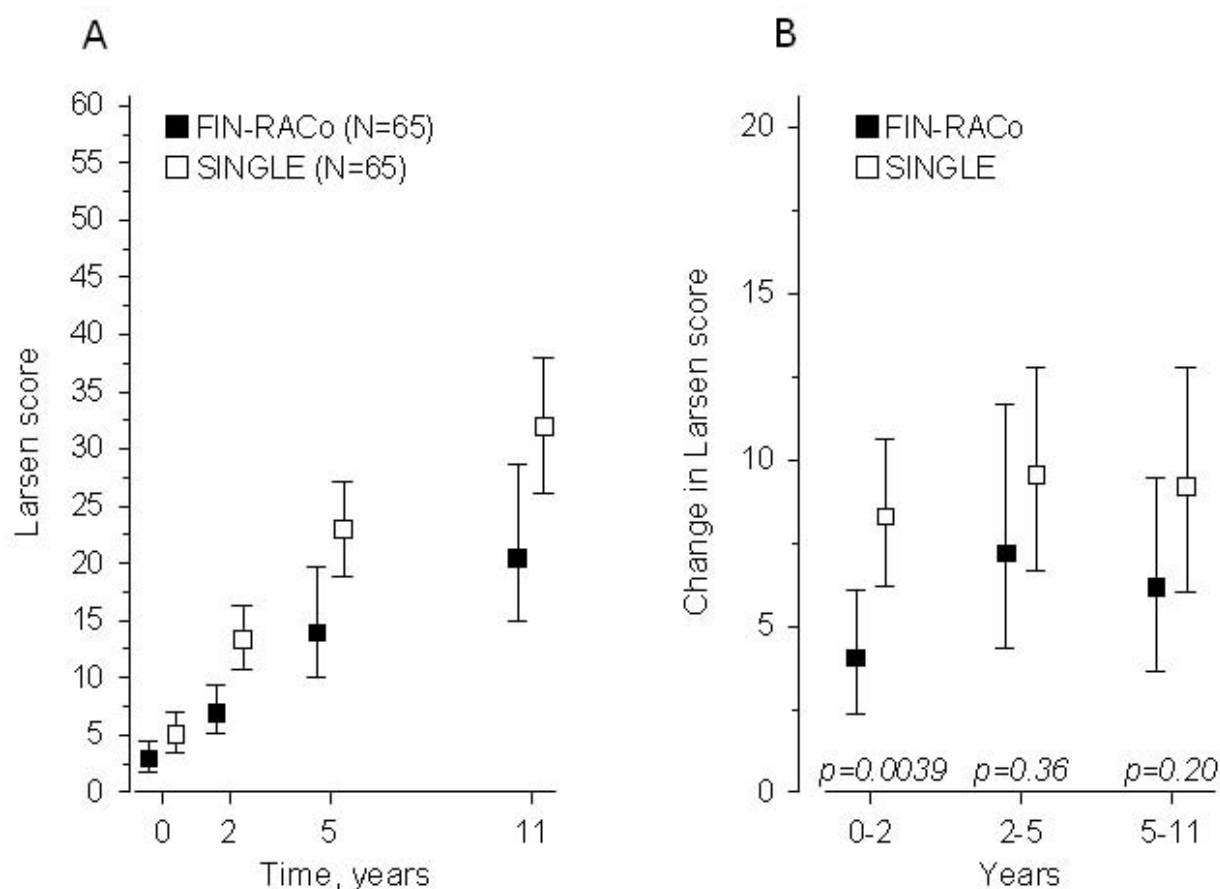 A
60
55
50
45
40
35
30
25
20
15
10
5
0
Larsen score
FIN-RACo (N=65)
SINGLE (N=65)
0 2 5 11
Time, years
B
20
15
10
5
0
Change in Larsen score
FIN-RACo
SINGLE
p=0.0039 p=0.36 p=0.20
0-2 2-5 5-11
Years